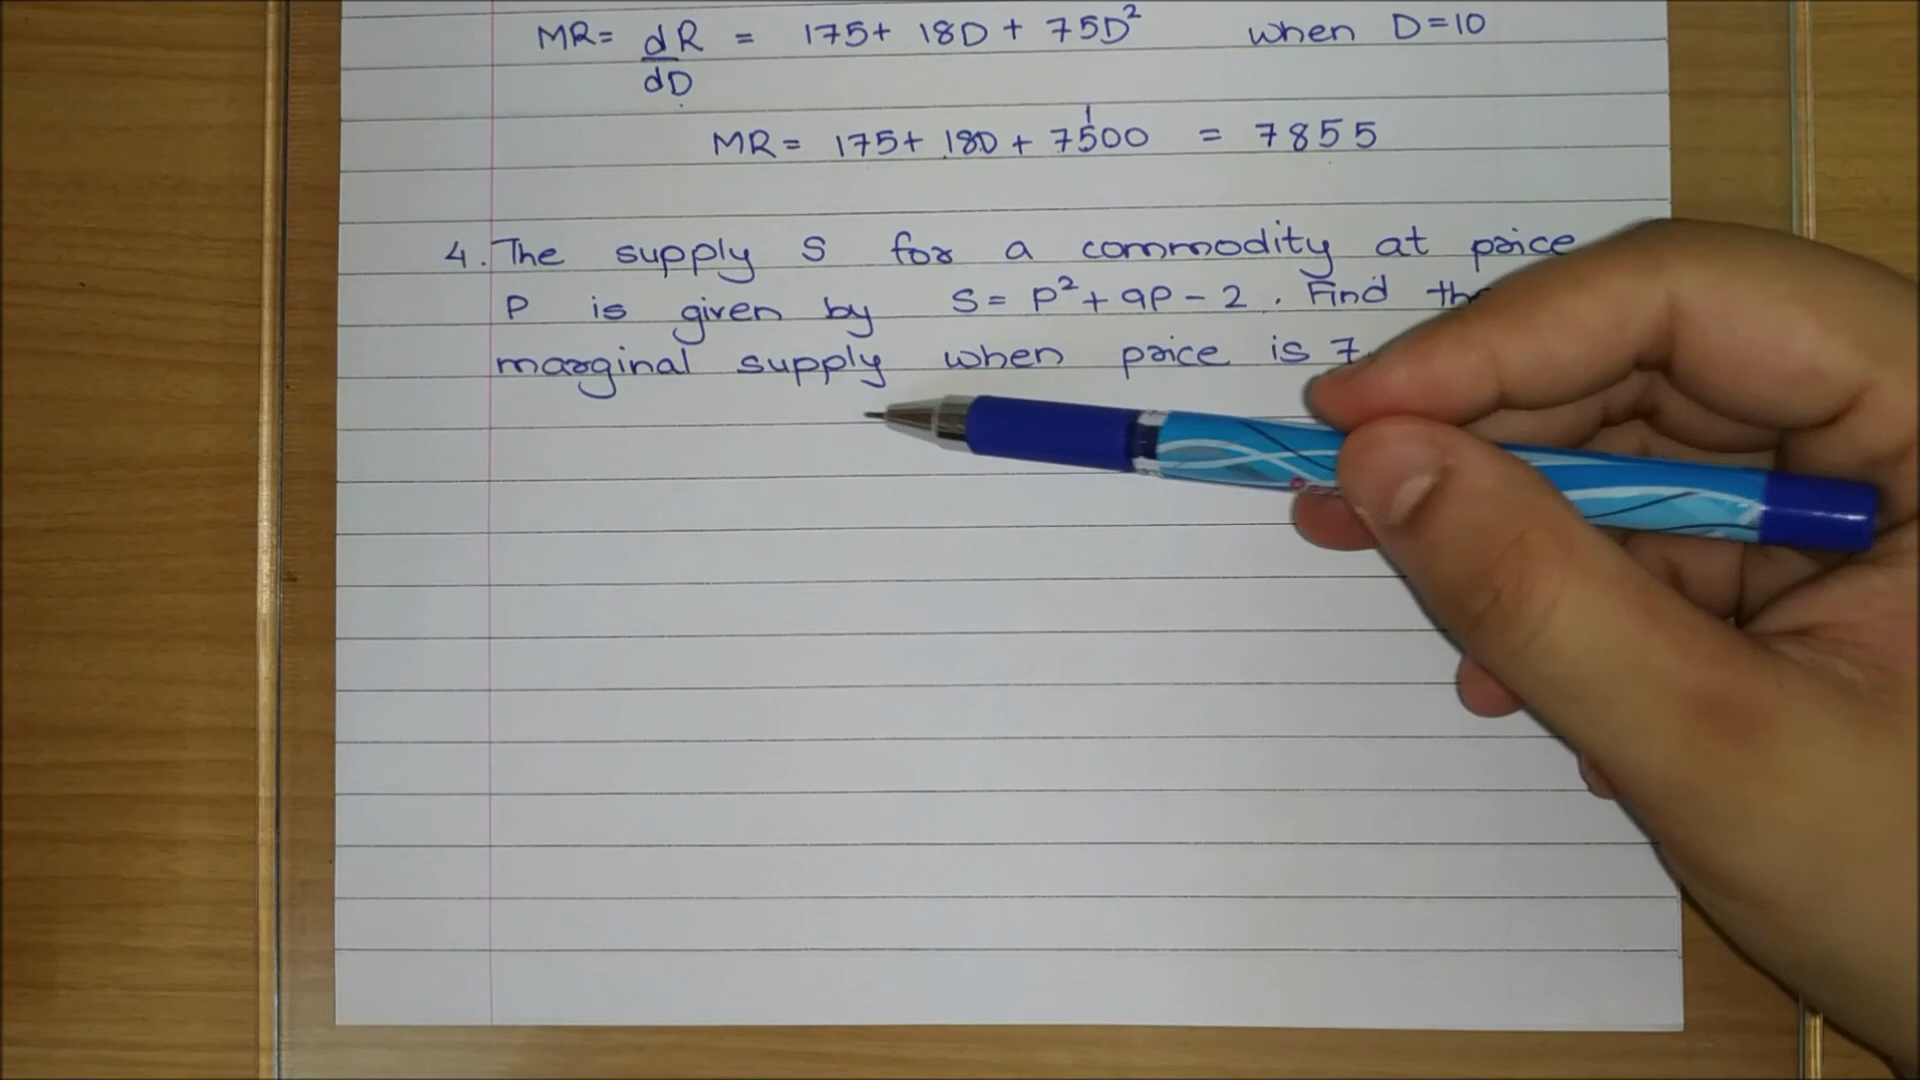 MR = dR/dD = 175 + 18D + 75D² when D=10
MR = 175 + 180 + 7500 = 7855
4. The supply S for a commodity at price
P is given by S = P² + 9P - 2. Find
marginal supply when price is 7